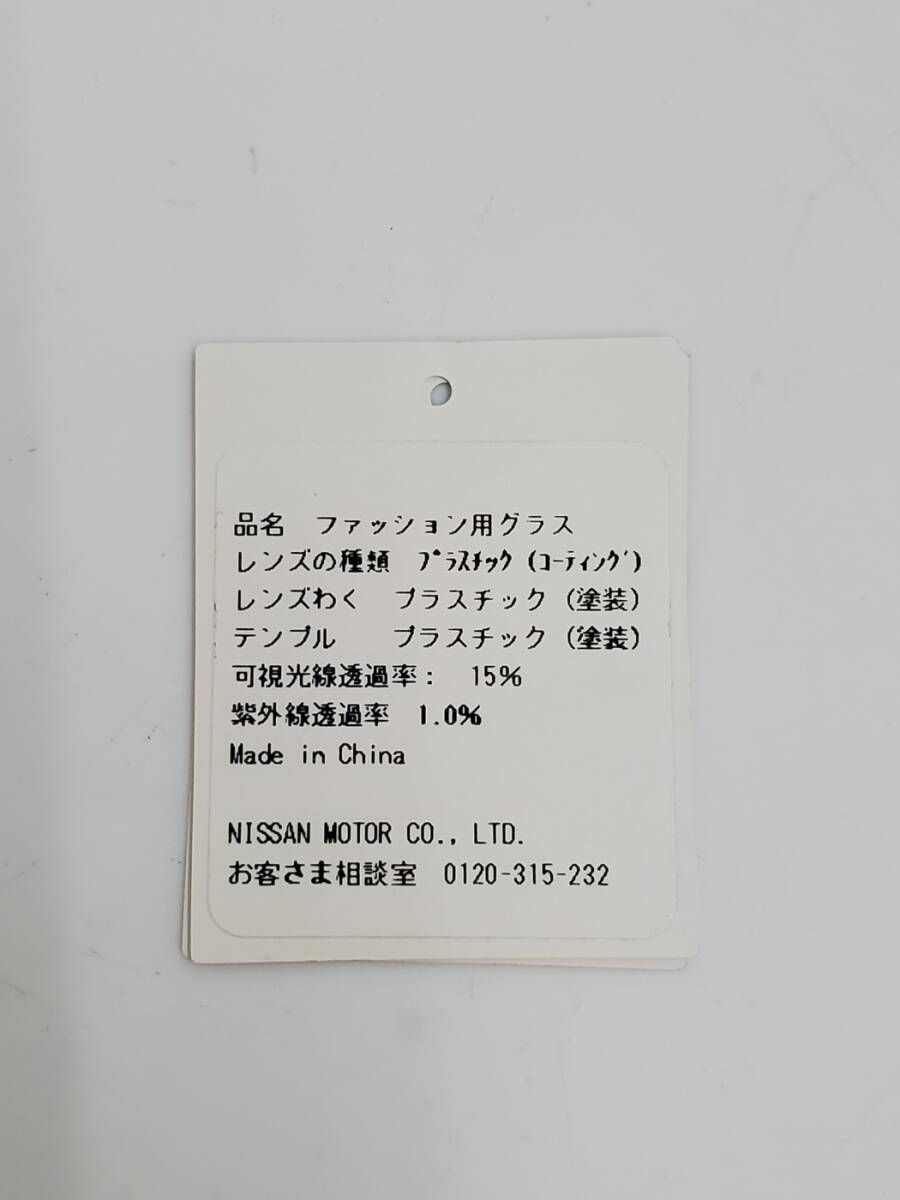 品名　ファッション用グラス
レンズの種類　ﾌﾟﾗｽﾁｯｸ (ｺｰﾃｨﾝｸﾞ)
レンズわく　プラスチック (塗装)
テンプル　　プラスチック (塗装)
可視光線透過率：　15%
紫外線透過率　1.0%
Made in China
NISSAN MOTOR CO., LTD.
お客さま相談室　0120-315-232